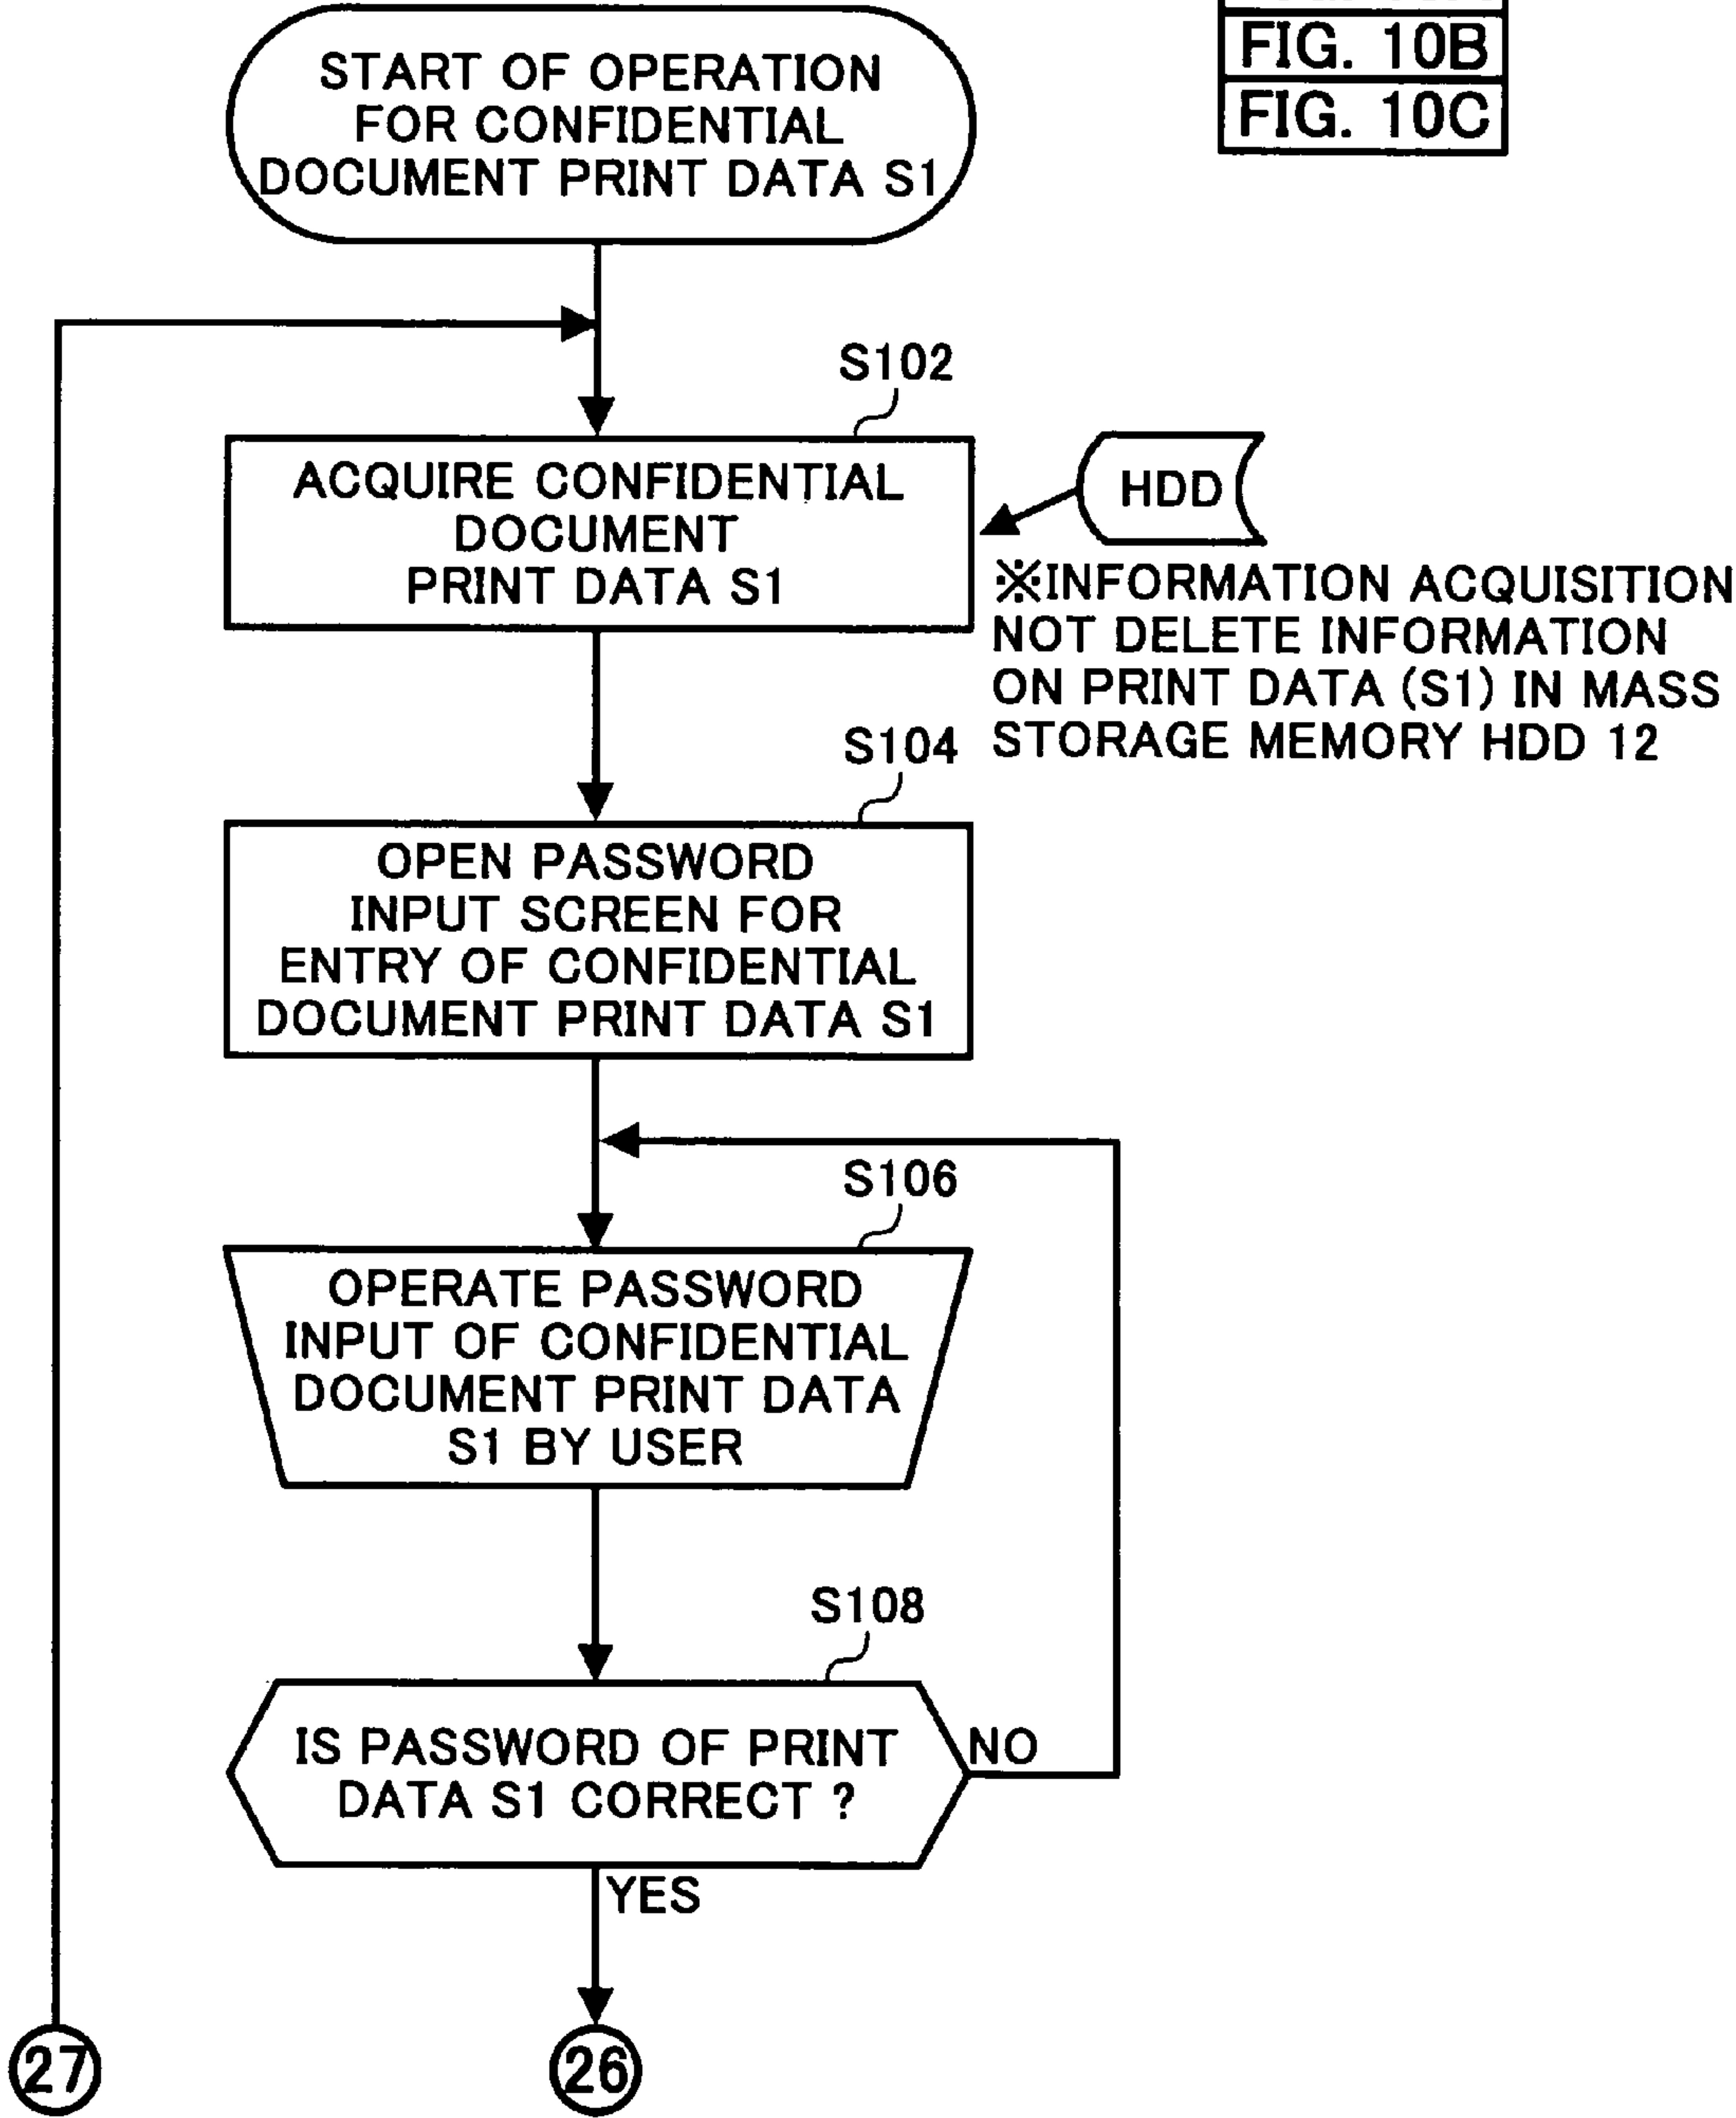 FIG. 10B
FIG. 10C
START OF OPERATION
FOR CONFIDENTIAL
DOCUMENT PRINT DATA S1
S102
ACQUIRE CONFIDENTIAL
DOCUMENT
PRINT DATA S1
HDD
※INFORMATION ACQUISITION
NOT DELETE INFORMATION
ON PRINT DATA (S1) IN MASS
STORAGE MEMORY HDD 12
S104
OPEN PASSWORD
INPUT SCREEN FOR
ENTRY OF CONFIDENTIAL
DOCUMENT PRINT DATA S1
S106
OPERATE PASSWORD
INPUT OF CONFIDENTIAL
DOCUMENT PRINT DATA
S1 BY USER
S108
IS PASSWORD OF PRINT
DATA S1 CORRECT ?
NO
YES
27
26